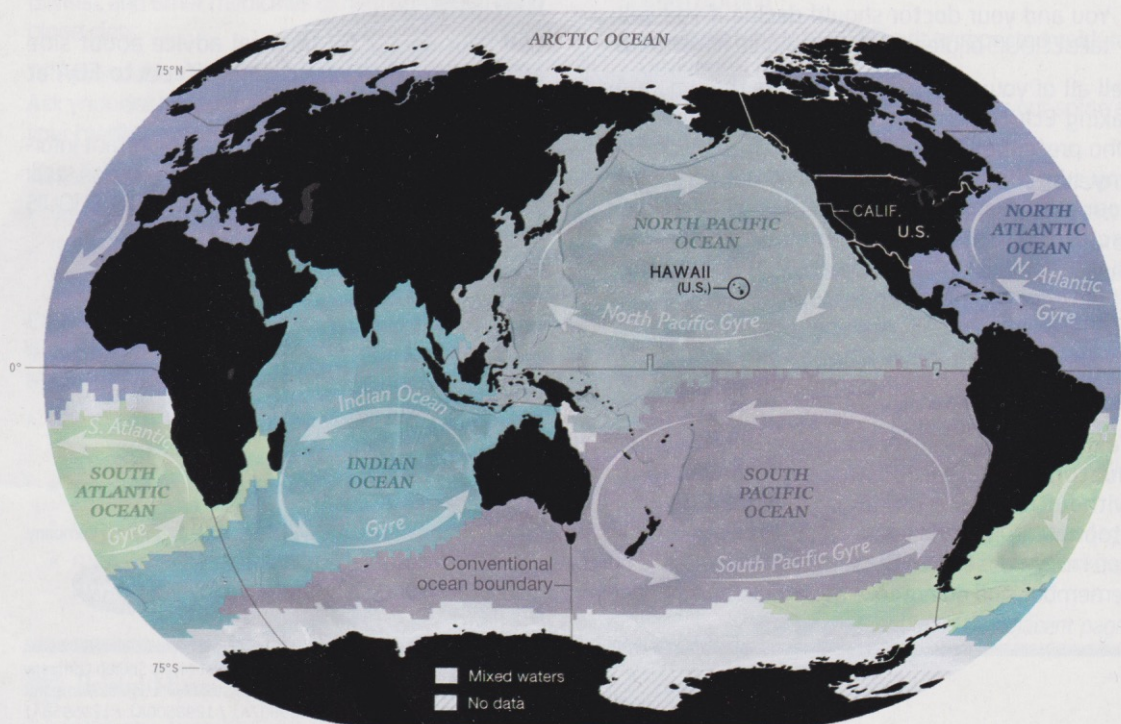 ARCTIC OCEAN
75°N
NORTH PACIFIC
OCEAN
HAWAII
(U.S.)
North Pacific Gyre
CALIF.
U.S.
NORTH
ATLANTIC
OCEAN
N. Atlantic
Gyre
0°
Indian Ocean
Gyre
INDIAN
OCEAN
S. Atlantic
Gyre
SOUTH
ATLANTIC
OCEAN
SOUTH
PACIFIC
OCEAN
South Pacific Gyre
Conventional
ocean boundary
75°S
Mixed waters
No data